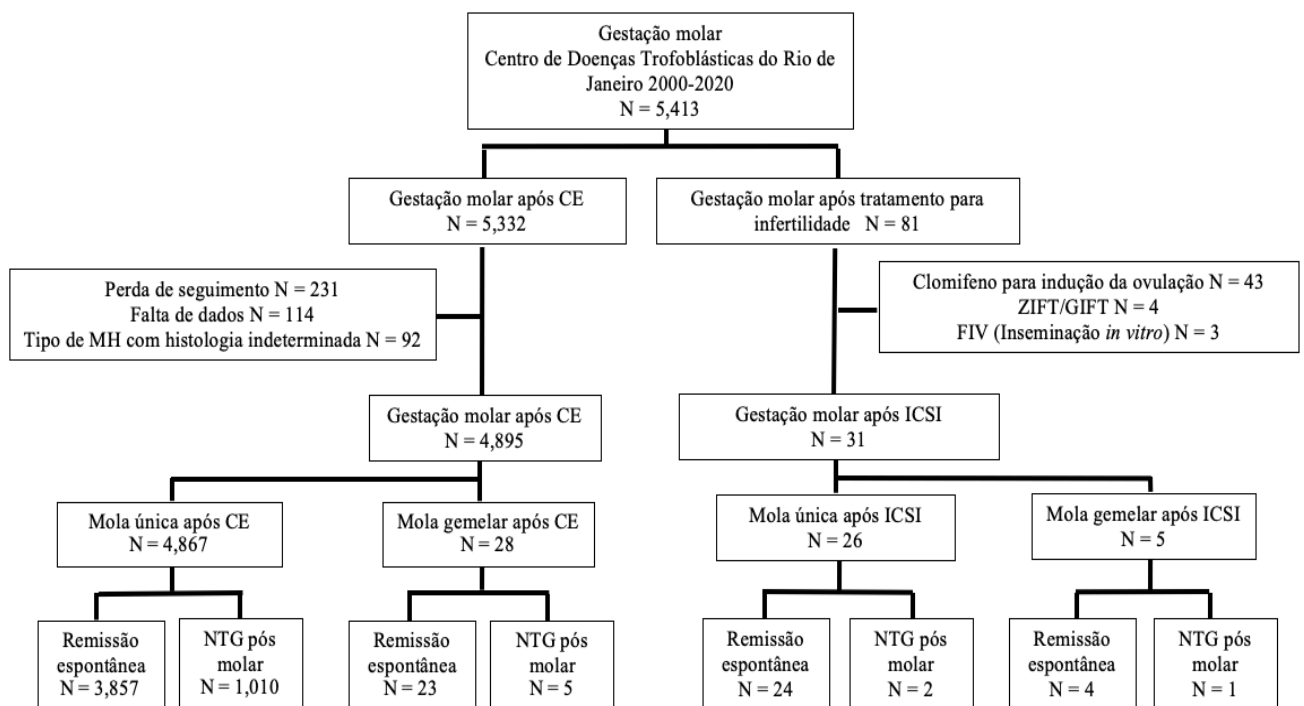 Gestação molar
Centro de Doenças Trofoblásticas do Rio de
Janeiro 2000-2020
N = 5,413
Gestação molar após CE
N = 5,332
Gestação molar após tratamento para
infertilidade N = 81
Perda de seguimento N = 231
Falta de dados N = 114
Tipo de MH com histologia indeterminada N = 92
Clomifeno para indução da ovulação N = 43
ZIFT/GIFT N = 4
FIV (Inseminação in vitro) N = 3
Gestação molar após CE
N = 4,895
Gestação molar após ICSI
N = 31
Mola única após CE
N = 4,867
Mola gemelar após CE
N = 28
Mola única após ICSI
N = 26
Mola gemelar após ICSI
N = 5
Remissão
espontânea
N = 3,857
NTG pós
molar
N = 1,010
Remissão
espontânea
N = 23
NTG pós
molar
N = 5
Remissão
espontânea
N = 24
NTG pós
molar
N = 2
Remissão
espontânea
N = 4
NTG pós
molar
N = 1